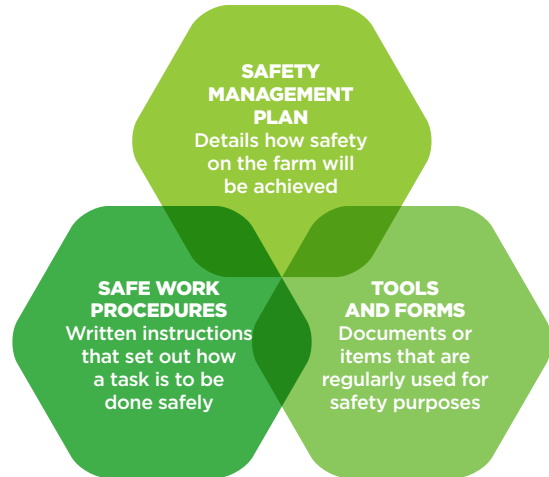 SAFETY
MANAGEMENT
PLAN
Details how safety
on the farm will
be achieved
SAFE WORK
PROCEDURES
Written instructions
that set out how
a task is to be
done safely
TOOLS
AND FORMS
Documents or
items that are
regularly used for
safety purposes